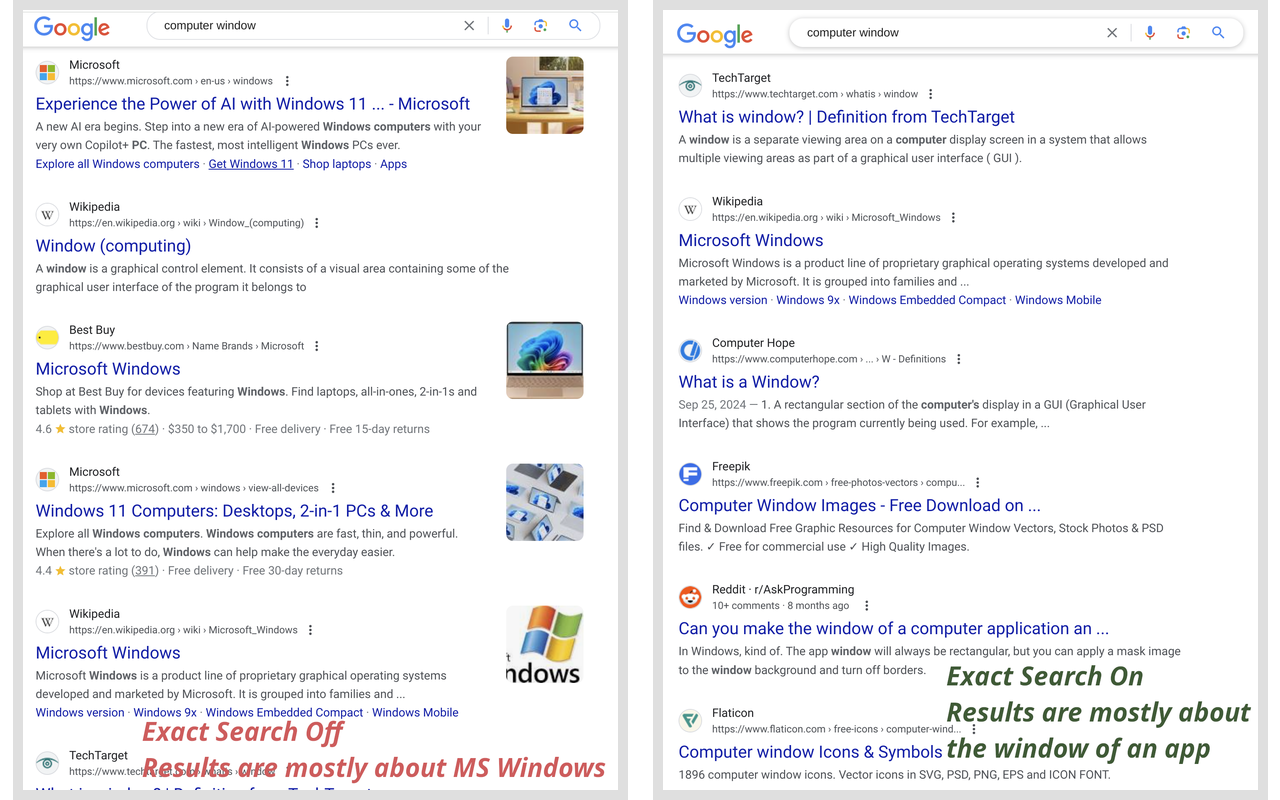 Google
computer window
Microsoft
https://www.microsoft.com › en-us › windows
Experience the Power of AI with Windows 11 ... - Microsoft
A new AI era begins. Step into a new era of AI-powered Windows computers with your
very own Copilot+ PC. The fastest, most intelligent Windows PCs ever.
Explore all Windows computers · Get Windows 11 · Shop laptops · Apps
W
Wikipedia
https://en.wikipedia.org › wiki › Window_(computing)
Window (computing)
A window is a graphical control element. It consists of a visual area containing some of the
graphical user interface of the program it belongs to
Best Buy
https://www.bestbuy.com › Name Brands › Microsoft
Microsoft Windows
Shop at Best Buy for devices featuring Windows. Find laptops, all-in-ones, 2-in-1s and
tablets with Windows.
4.6 ★ store rating (674) · $350 to $1,700 · Free delivery · Free 15-day returns
Microsoft
https://www.microsoft.com › windows › view-all-devices
Windows 11 Computers: Desktops, 2-in-1 PCs & More
Explore all Windows computers. Windows computers are fast, thin, and powerful.
When there's a lot to do, Windows can help make the everyday easier.
4.4 ★ store rating (391) · Free delivery · Free 30-day returns
W
Wikipedia
https://en.wikipedia.org › wiki › Microsoft_Windows
Microsoft Windows
Microsoft Windows is a product line of proprietary graphical operating systems
developed and marketed by Microsoft. It is grouped into families and ...
Windows version · Windows 9x · Windows Embedded Compact · Windows Mobile
ndows
Exact Search Off
TechTarget
Results are mostly about MS Windows
Google
computer window
TechTarget
https://www.techtarget.com › whatis › window
What is window? | Definition from TechTarget
A window is a separate viewing area on a computer display screen in a system that allows
multiple viewing areas as part of a graphical user interface ( GUI ).
W
Wikipedia
https://en.wikipedia.org › wiki › Microsoft_Windows
Microsoft Windows
Microsoft Windows is a product line of proprietary graphical operating systems developed and
marketed by Microsoft. It is grouped into families and ...
Windows version · Windows 9x · Windows Embedded Compact · Windows Mobile
Computer Hope
https://www.computerhope.com › ... › W - Definitions
What is a Window?
Sep 25, 2024 — 1. A rectangular section of the computer's display in a GUI (Graphical User
Interface) that shows the program currently being used. For example, ...
Freepik
https://www.freepik.com › free-photos-vectors › compu...
Computer Window Images - Free Download on ...
Find & Download Free Graphic Resources for Computer Window Vectors, Stock Photos & PSD
files. ✓ Free for commercial use ✓ High Quality Images.
Reddit · r/AskProgramming
10+ comments · 8 months ago
Can you make the window of a computer application an ...
In Windows, kind of. The app window will always be rectangular, but you can apply a mask image
to the window background and turn off borders.
Exact Search On
Flaticon
https://www.flaticon.com › free-icons › computer-wind...
Results are mostly about
Computer window Icons & Symbols
the window of an app
1896 computer window icons. Vector icons in SVG, PSD, PNG, EPS and ICON FONT.